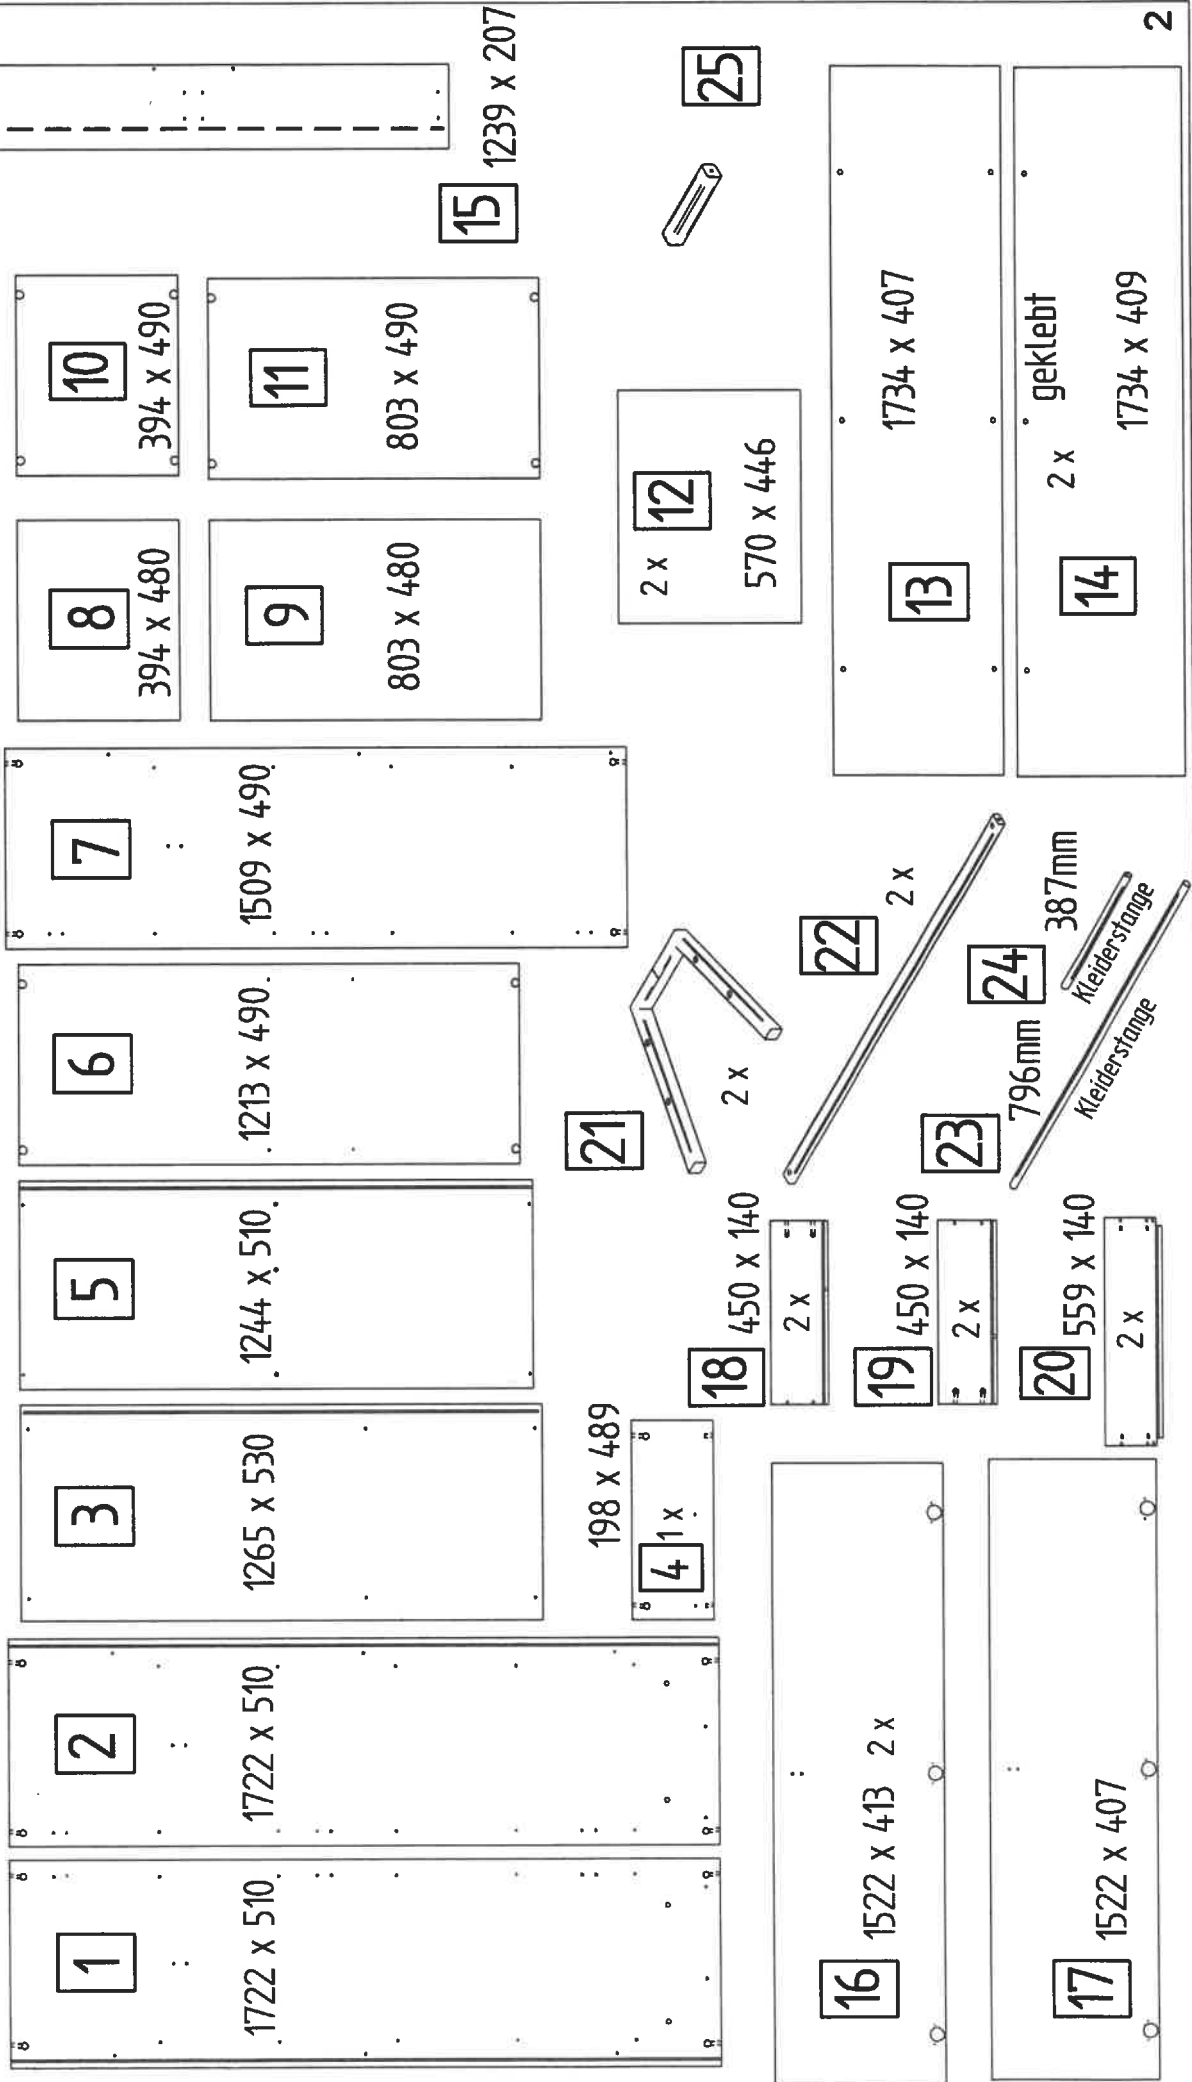 1
1722 x 510
2
1722 x 510
3
1265 x 530
5
1244 x 510
6
1213 x 490
7
1509 x 490
8
394 x 480
10
394 x 490
9
803 x 480
11
803 x 490
15
1239 x 207
4
1 x
198 x 489
12
2 x
570 x 446
25
18
450 x 140
2 x
19
450 x 140
2 x
20
559 x 140
2 x
21
2 x
22
2 x
23
796mm
Kleiderstange
24
387mm
Kleiderstange
13
1734 x 407
14
2 x
geklebt
1734 x 409
16
1522 x 413 2 x
17
1522 x 407
2